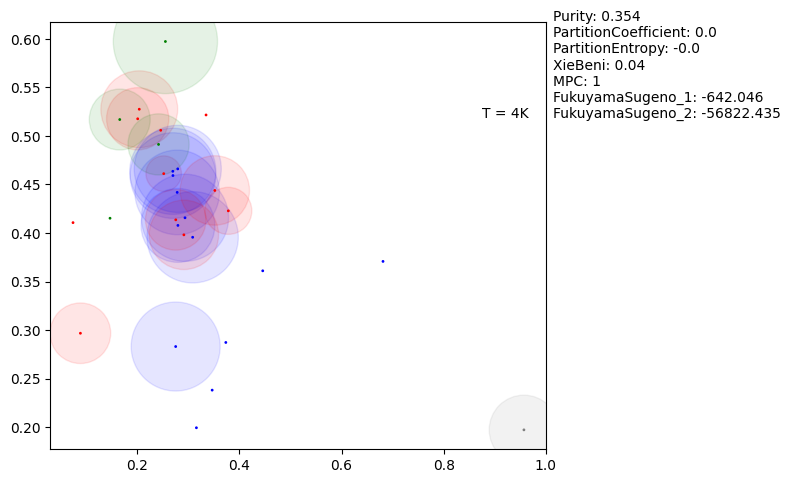 Purity: 0.354
PartitionCoefficient: 0.0
PartitionEntropy: -0.0
XieBeni: 0.04
MPC: 1
FukuyamaSugeno_1: -642.046
FukuyamaSugeno_2: -56822.435
T = 4K
0.60
0.55
0.50
0.45
0.40
0.35
0.30
0.25
0.20
0.2
0.4
0.6
0.8
1.0